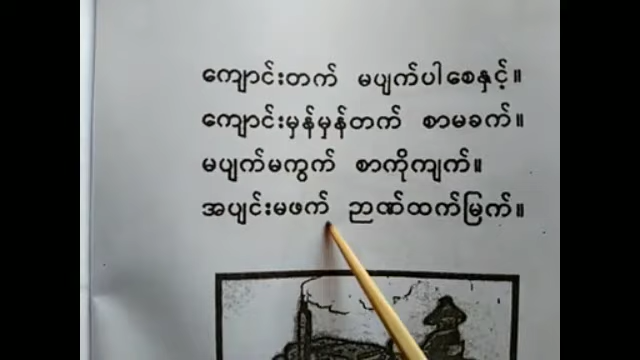 ကျောင်းတက် မပျက်ပါစေနှင့်။
ကျောင်းမှန်မှန်တက် စာမခက်။
မပျက်မကွက် စာကိုကျက်။
အပျင်းမဖက် ဉာဏ်ထက်မြက်။